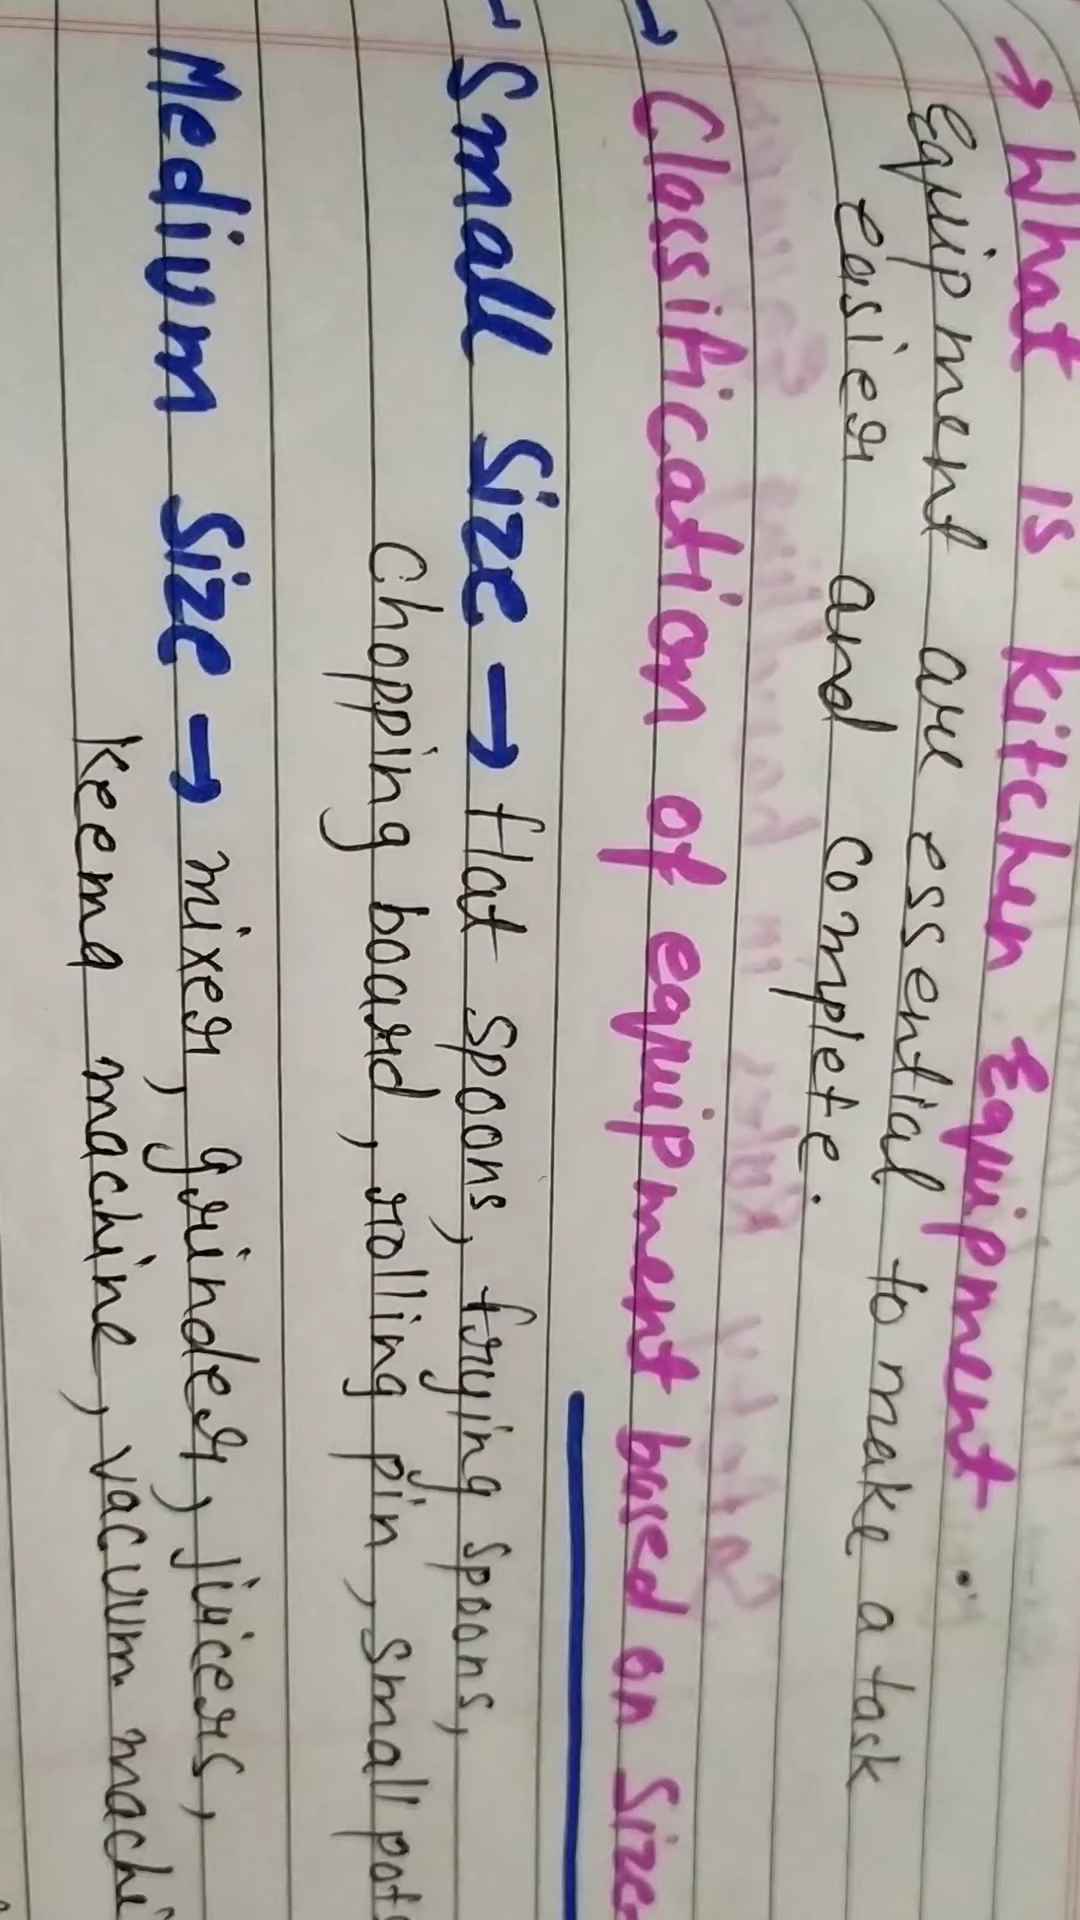 → What is Kitchen Equipment.
Equipment are essential to make a task
easier and complete.
→ Classification of equipment based on Size
→ Small Size → flat spoons, frying spoons,
Chopping board, rolling pin, small pots
Medium Size → mixer, grinder, juicers,
Keema machine, vacuum machi